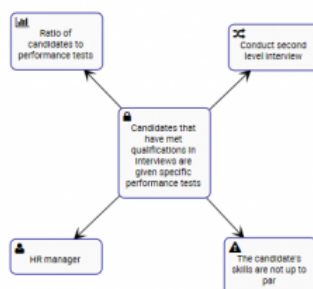 Ratio of
candidates to
performance tests
Conduct second
level interview
Candidates that
have met
qualifications in
interviews are
given specific
performance tests
HR manager
The candidate's
skills are not up to
par